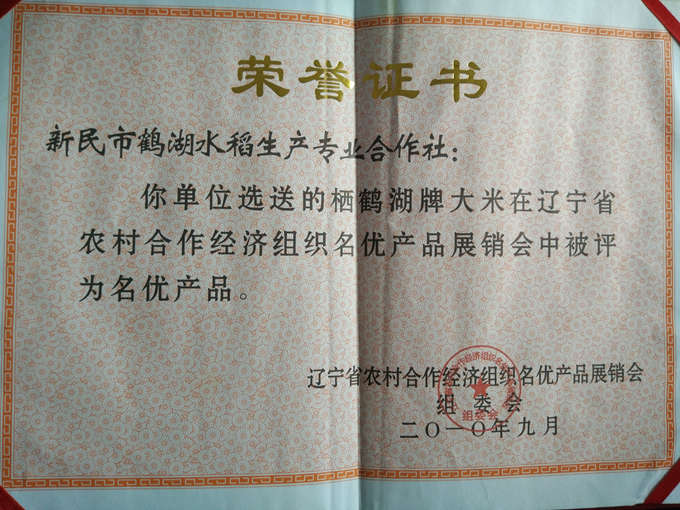 荣誉证书
新民市鹤湖水稻生产专业合作社：
你单位选送的栖鹤湖牌大米在辽宁省
农村合作经济组织名优产品展销会中被评
为名优产品。
辽宁省农村合作经济组织名优产品展销会
组委会
二〇一〇年九月
组委会